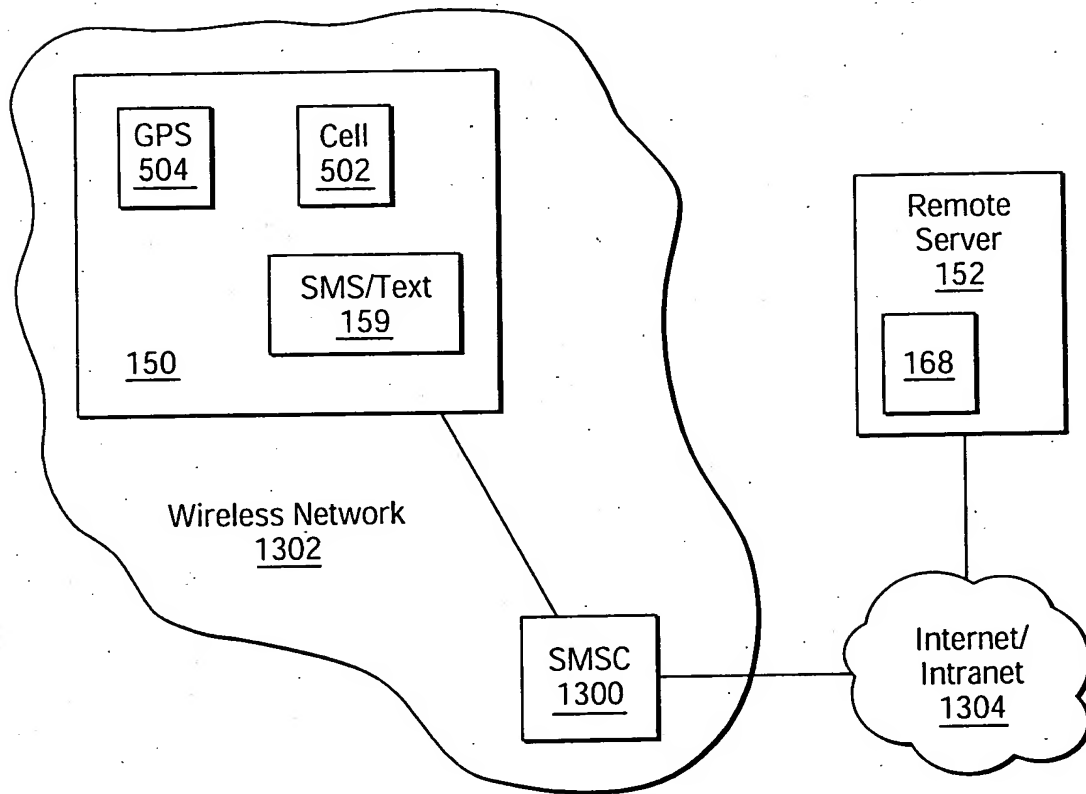 GPS
504
Cell
502
SMS/Text
159
150
Remote
Server
152
168
Wireless Network
1302
SMSC
1300
Internet/
Intranet
1304